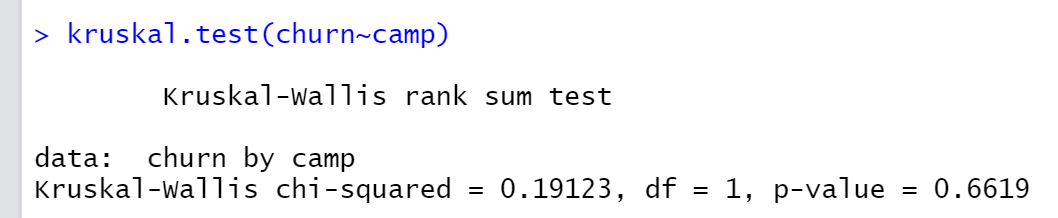 > kruskal.test(churn~camp)
Kruskal-Wallis rank sum test
data:  churn by camp
Kruskal-Wallis chi-squared = 0.19123, df = 1, p-value = 0.6619